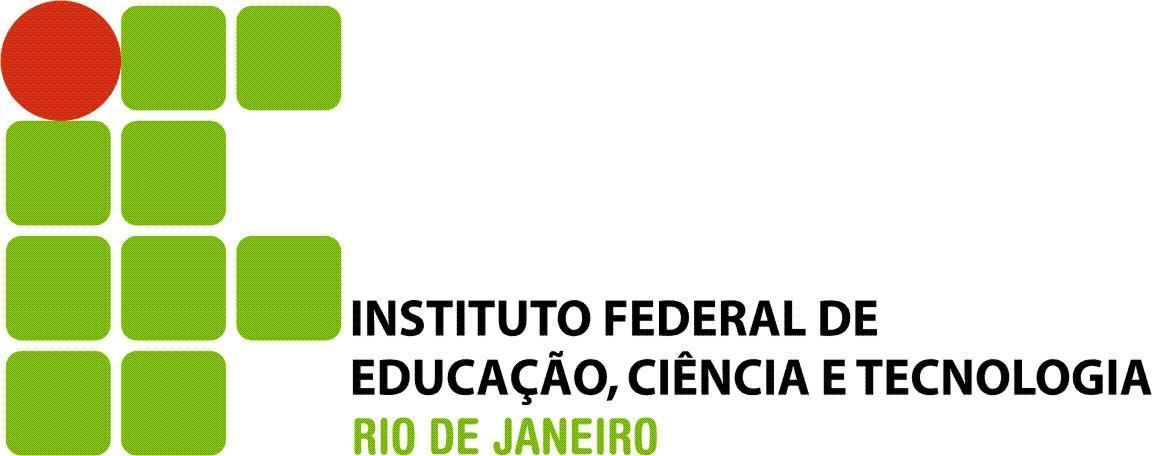 INSTITUTO FEDERAL DE
EDUCAÇÃO, CIÊNCIA E TECNOLOGIA
RIO DE JANEIRO